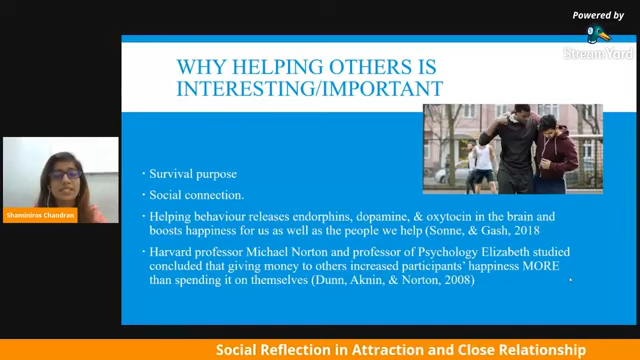 Powered by
StreamYard
WHY HELPING OTHERS IS
INTERESTING/IMPORTANT
• Survival purpose
• Social connection.
• Helping behaviour releases endorphins, dopamine, & oxytocin in the brain and
boosts happiness for us as well as the people we help (Sonne, & Gash, 2018
• Harvard professor Michael Norton and professor of Psychology Elizabeth studied
concluded that giving money to others increased participants’ happiness MORE
than spending it on themselves (Dunn, Aknin, & Norton, 2008)
Shaminiros Chandran
Social Reflection in Attraction and Close Relationship